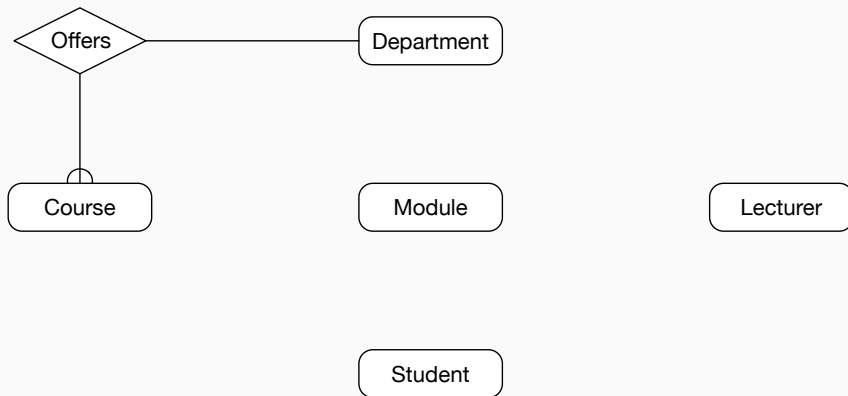 Offers
Department
Course
Module
Lecturer
Student